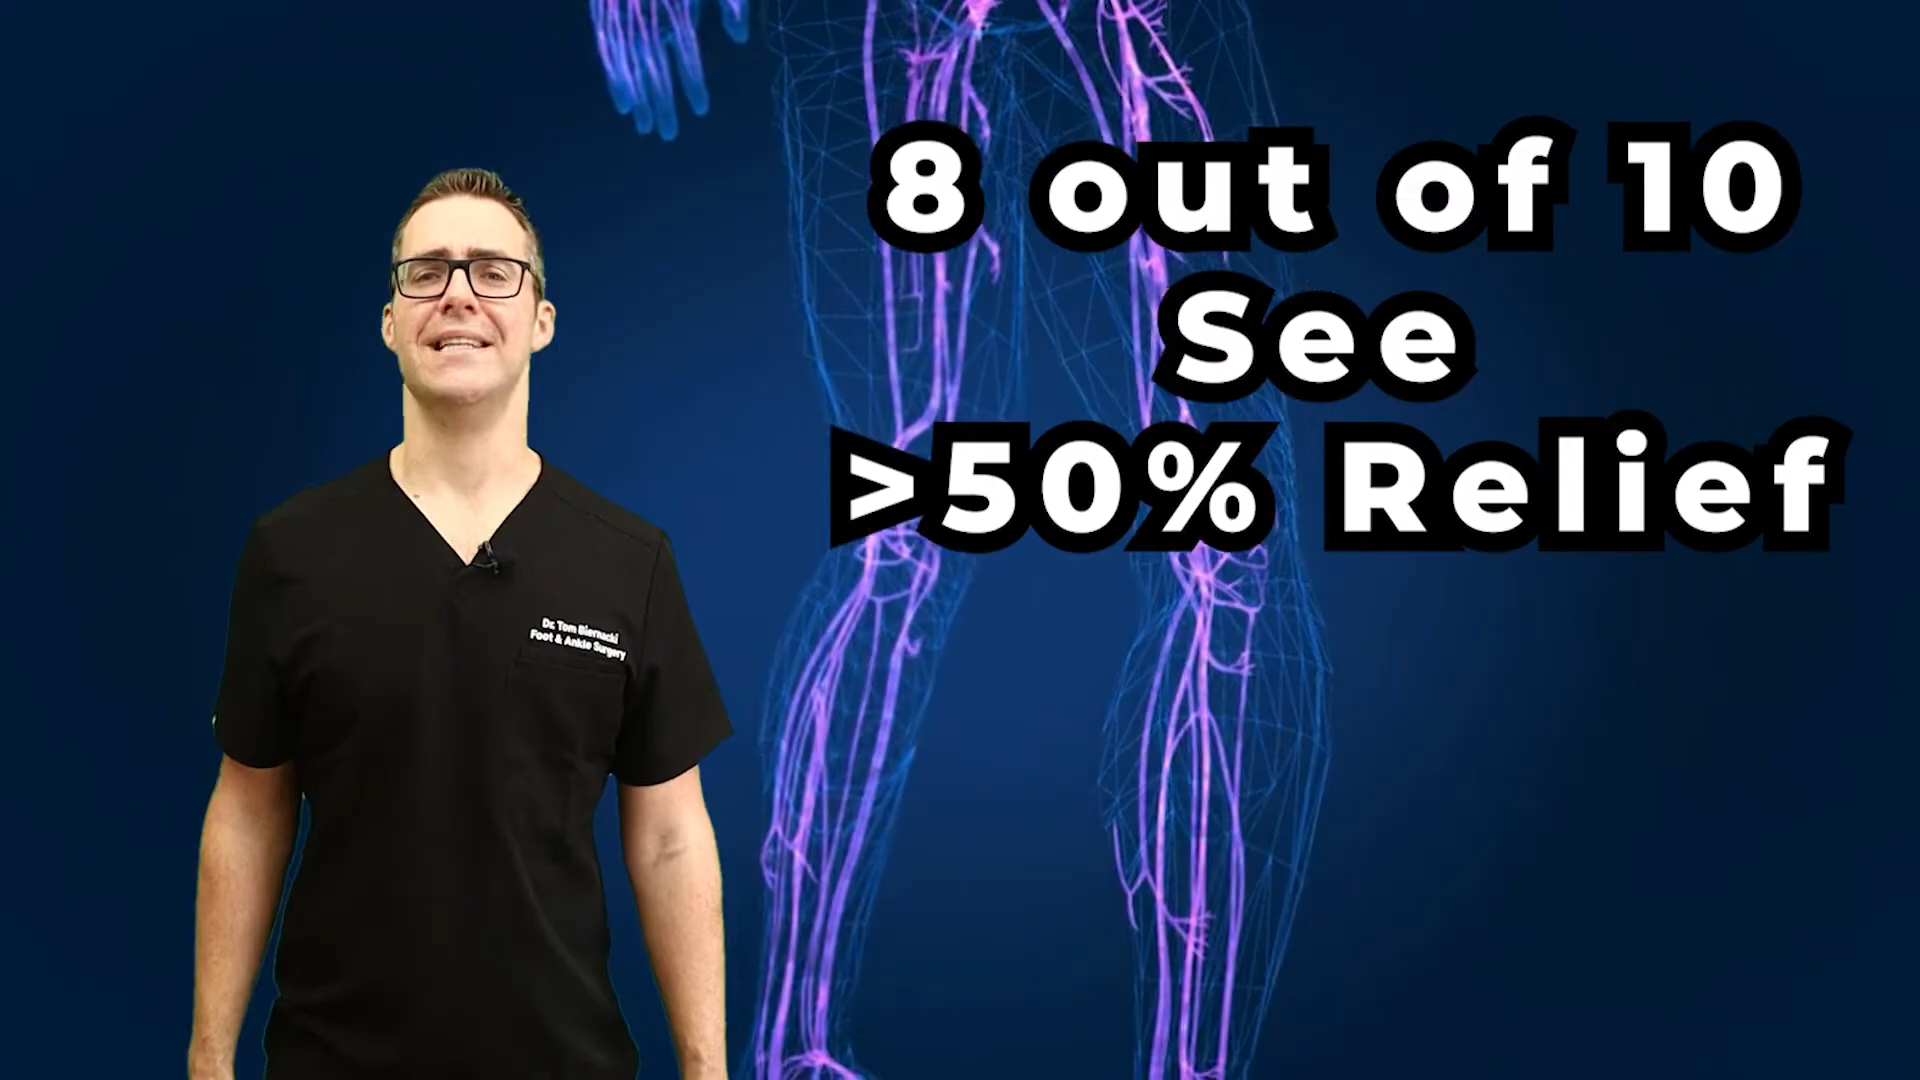 8 out of 10
See
>50% Relief
Dr. Tom Biernacki
Foot & Ankle Surgery